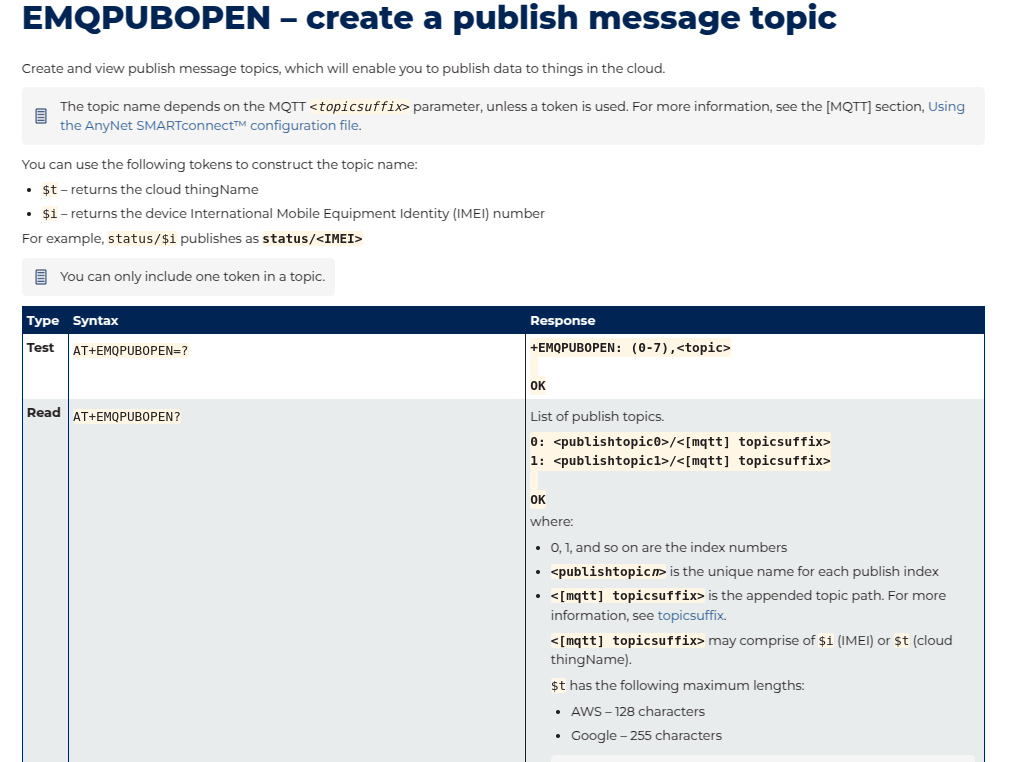 EMQPUBOPEN – create a publish message topic
Create and view publish message topics, which will enable you to publish data to things in the cloud.
The topic name depends on the MQTT <topicsuffix> parameter, unless a token is used. For more information, see the [MQTT] section, Using
the AnyNet SMARTconnect™ configuration file.
You can use the following tokens to construct the topic name:
• $t – returns the cloud thingName
• $i – returns the device International Mobile Equipment Identity (IMEI) number
For example, status/$i publishes as status/<IMEI>
You can only include one token in a topic.
Type Syntax Response
Test AT+EMQPUBOPEN=? +EMQPUBOPEN: (0-7),<topic>
OK
Read AT+EMQPUBOPEN? List of publish topics.
0: <publishtopic0>/<[mqtt] topicsuffix>
1: <publishtopic1>/<[mqtt] topicsuffix>
OK
where:
• 0, 1, and so on are the index numbers
• <publishtopicn> is the unique name for each publish index
• <[mqtt] topicsuffix> is the appended topic path. For more
information, see topicsuffix.
<[mqtt] topicsuffix> may comprise of $i (IMEI) or $t (cloud
thingName).
$t has the following maximum lengths:
• AWS – 128 characters
• Google – 255 characters